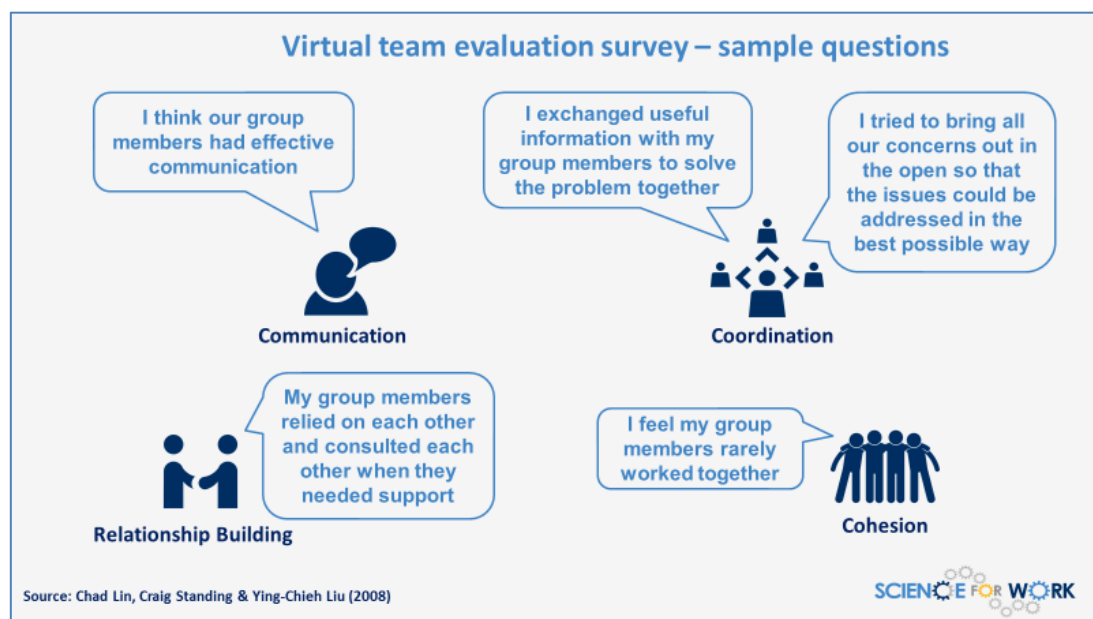 Virtual team evaluation survey – sample questions
I think our group
members had effective
communication
I exchanged useful
information with my
group members to solve
the problem together
I tried to bring all
our concerns out in
the open so that
the issues could be
addressed in the
best possible way
Communication
Coordination
My group members
relied on each other
and consulted each
other when they
needed support
I feel my group
members rarely
worked together
Relationship Building
Cohesion
Source: Chad Lin, Craig Standing & Ying-Chieh Liu (2008)
SCIENCE FOR WORK